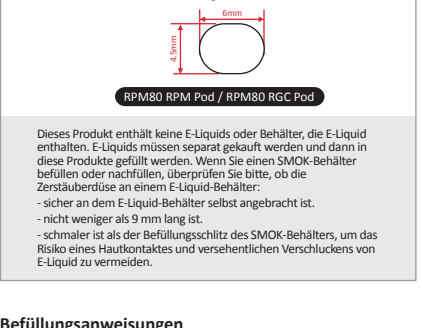 6mm
4.5mm
RPM80 RPM Pod / RPM80 RGC Pod
Dieses Produkt enthält keine E-Liquids oder Behälter, die E-Liquid
enthalten. E-Liquids müssen separat gekauft werden und dann in
diese Produkte gefüllt werden. Wenn Sie einen SMOK-Behälter
befüllen oder nachfüllen, überprüfen Sie bitte, ob die
Zerstäuberdüse an einem E-Liquid-Behälter:
- sicher an dem E-Liquid-Behälter selbst angebracht ist.
- nicht weniger als 9 mm lang ist.
- schmaler ist als der Befüllungsschlitz des SMOK-Behälters, um das
Risiko eines Hautkontaktes und versehentlichen Verschluckens von
E-Liquid zu vermeiden.
Befüllungsanweisungen